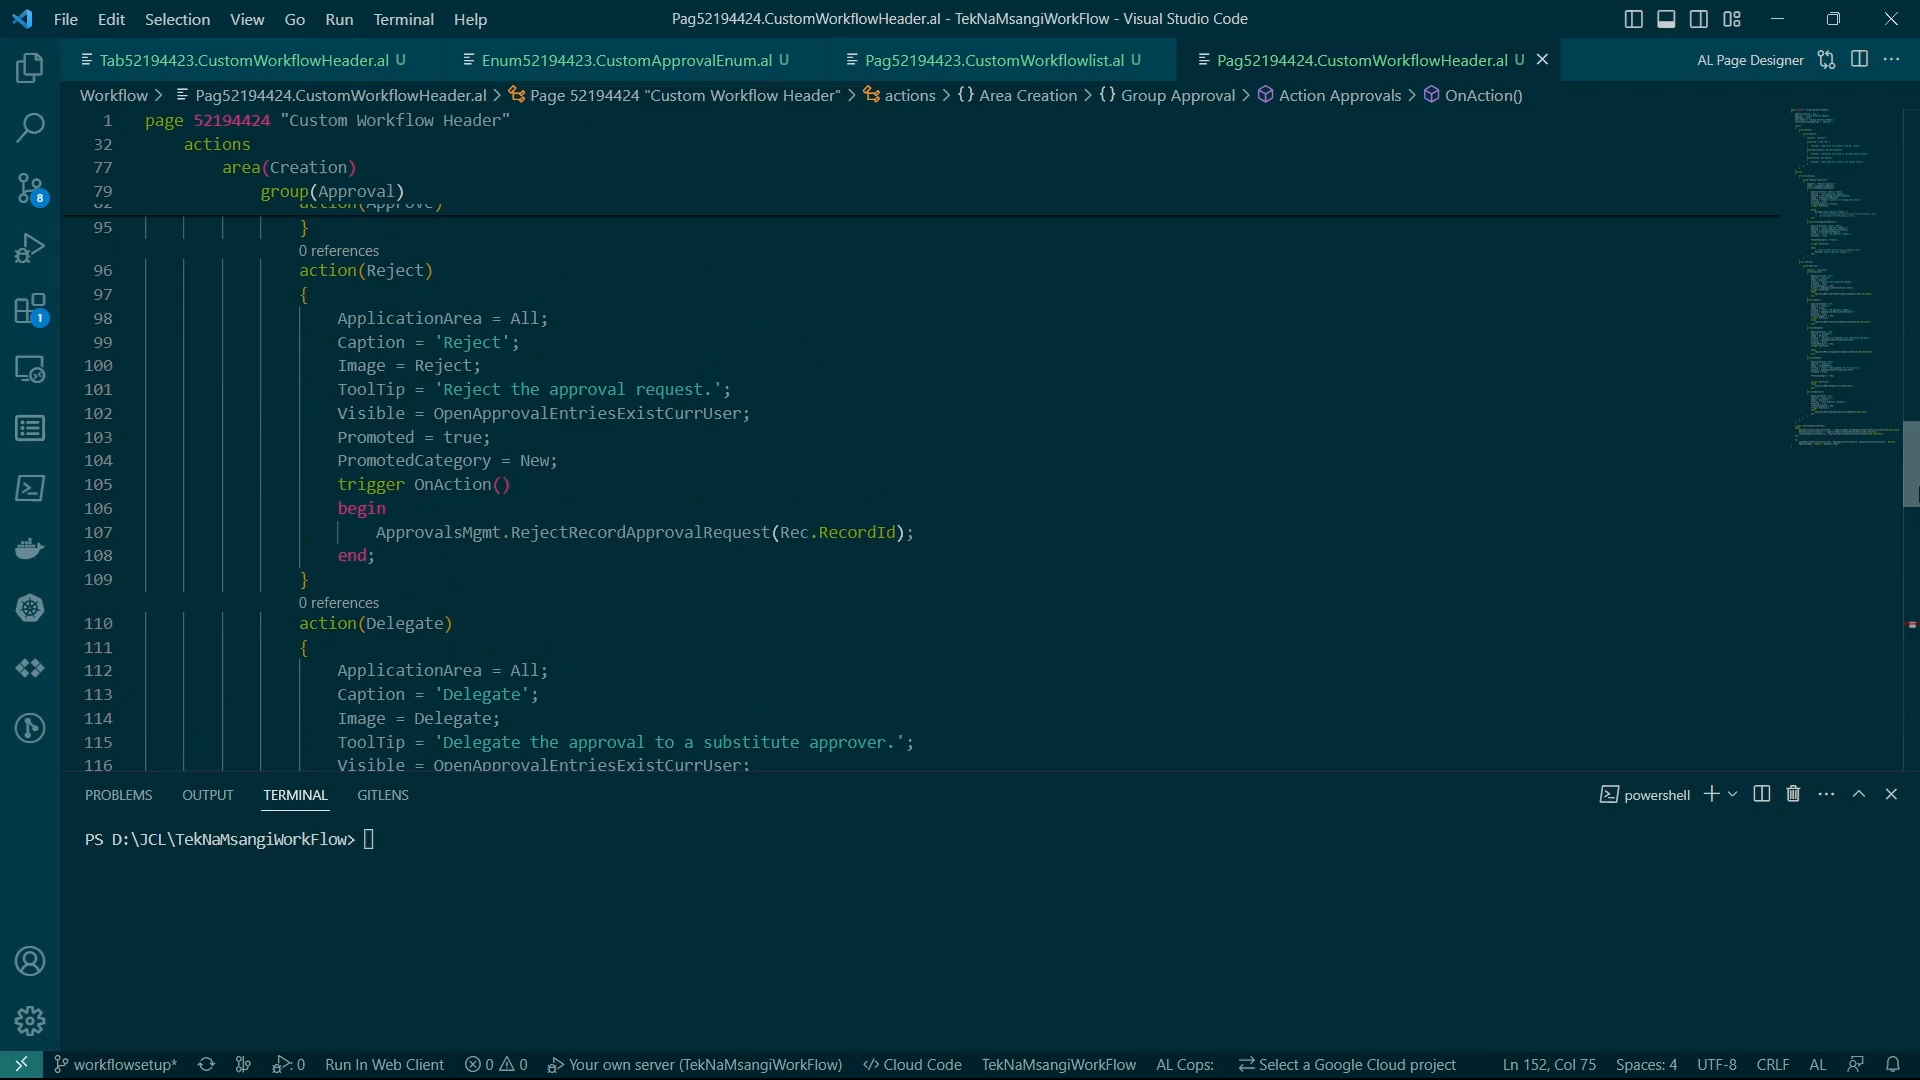 File Edit Selection View Go Run Terminal Help
Pag52194424.CustomWorkflowHeader.al - TekNaMsangiWorkFlow - Visual Studio Code
Tab52194423.CustomWorkflowHeader.al U
Enum52194423.CustomApprovalEnum.al U
Pag52194423.CustomWorkflowlist.al U
Pag52194424.CustomWorkflowHeader.al U
AL Page Designer
Workflow > Pag52194424.CustomWorkflowHeader.al > Page 52194424 "Custom Workflow Header" > actions > {} Area Creation > {} Group Approval > Action Approvals > OnAction()
1 page 52194424 "Custom Workflow Header"
32 actions
77 area(Creation)
79 group(Approval)
82 action(Approve)
95 }
0 references
96 action(Reject)
97 {
98 ApplicationArea = All;
99 Caption = 'Reject';
100 Image = Reject;
101 ToolTip = 'Reject the approval request.';
102 Visible = OpenApprovalEntriesExistCurrUser;
103 Promoted = true;
104 PromotedCategory = New;
105 trigger OnAction()
106 begin
107 ApprovalsMgmt.RejectRecordApprovalRequest(Rec.RecordId);
108 end;
109 }
0 references
110 action(Delegate)
111 {
112 ApplicationArea = All;
113 Caption = 'Delegate';
114 Image = Delegate;
115 ToolTip = 'Delegate the approval to a substitute approver.';
116 Visible = OpenApprovalEntriesExistCurrUser;
8
1
PROBLEMS OUTPUT TERMINAL GITLENS
powershell
PS D:\JCL\TekNaMsangiWorkFlow>
workflowsetup* 0 Run In Web Client 0 0 Your own server (TekNaMsangiWorkFlow) Cloud Code TekNaMsangiWorkFlow AL Cops: Select a Google Cloud project Ln 152, Col 75 Spaces: 4 UTF-8 CRLF AL